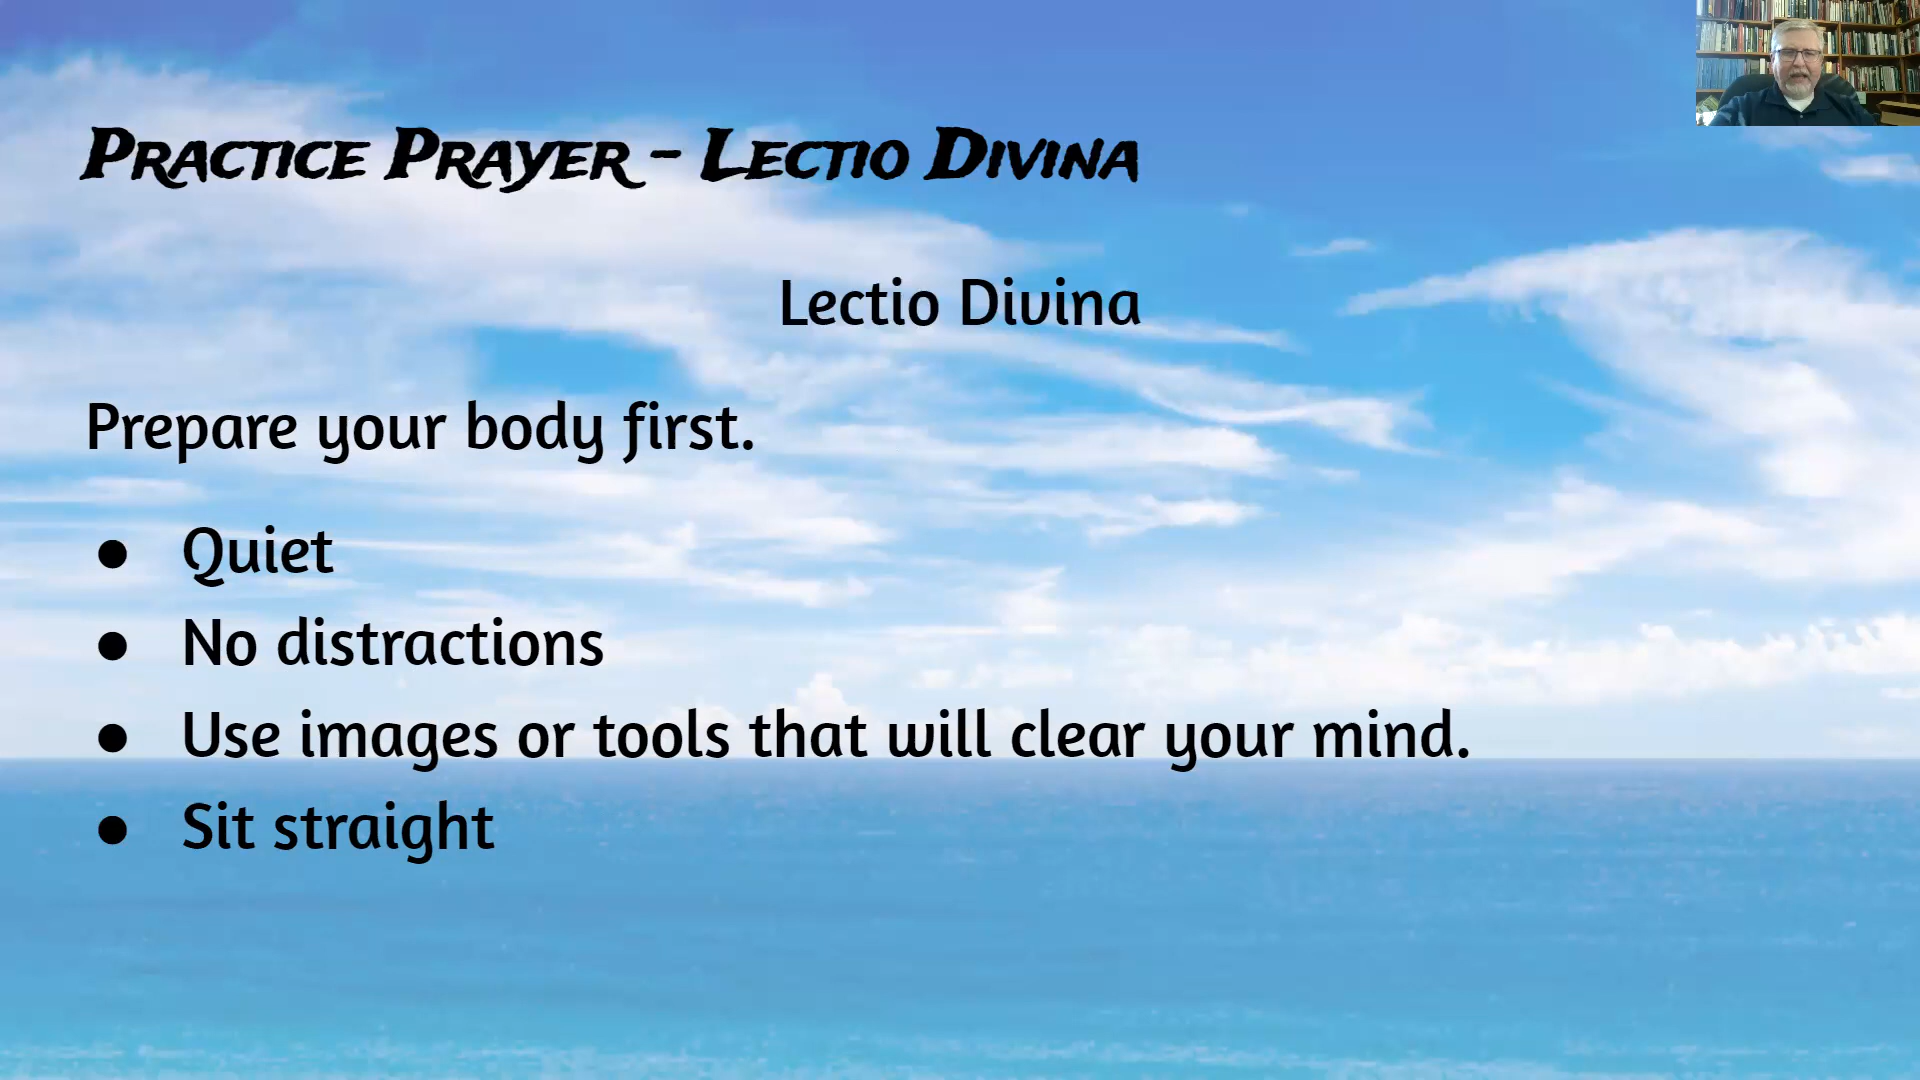 Practice Prayer - Lectio Divina
Lectio Divina
Prepare your body first.
● Quiet
● No distractions
● Use images or tools that will clear your mind.
● Sit straight